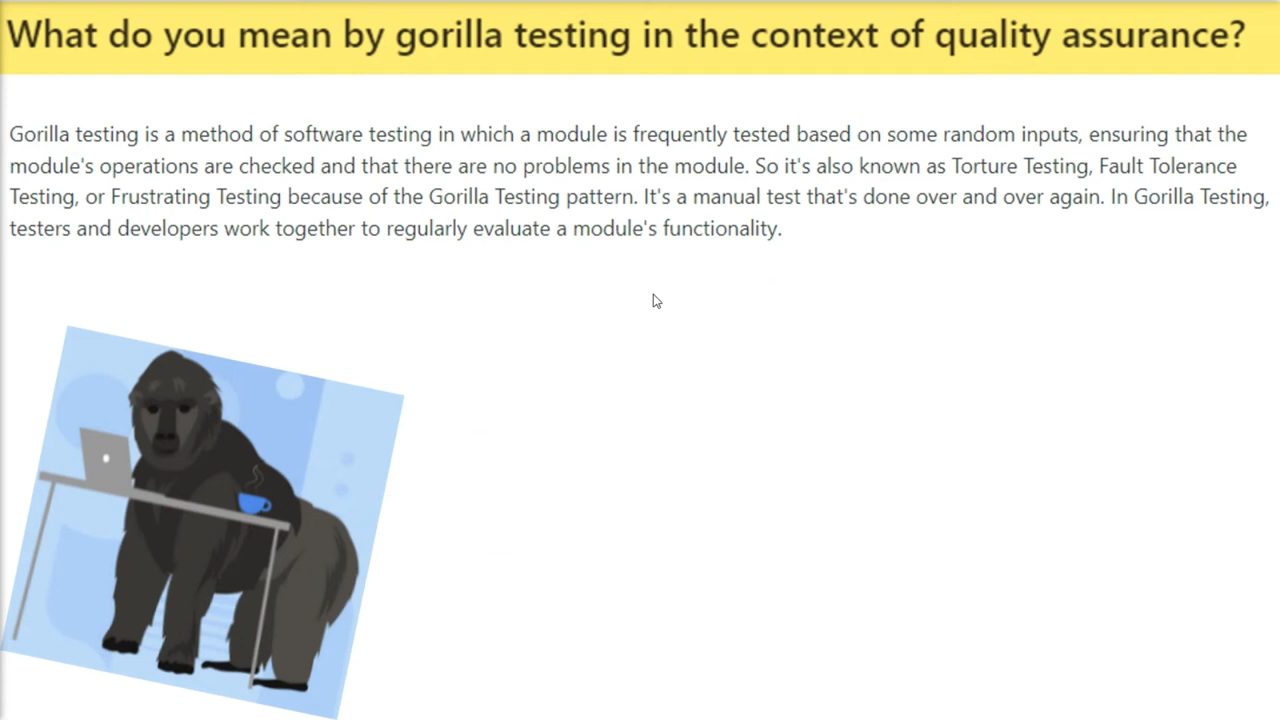 What do you mean by gorilla testing in the context of quality assurance?
Gorilla testing is a method of software testing in which a module is frequently tested based on some random inputs, ensuring that the
module's operations are checked and that there are no problems in the module. So it's also known as Torture Testing, Fault Tolerance
Testing, or Frustrating Testing because of the Gorilla Testing pattern. It's a manual test that's done over and over again. In Gorilla Testing,
testers and developers work together to regularly evaluate a module's functionality.